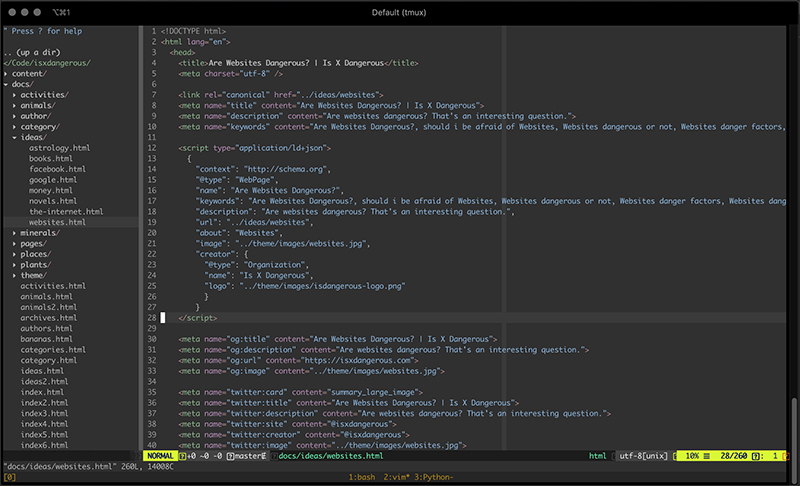 ⌥⌘1
Default (tmux)
" Press ? for help
.. (up a dir)
</Code/isxdangerous/
▸ content/
▾ docs/
▸ activities/
▸ animals/
▸ author/
▸ category/
▾ ideas/
astrology.html
books.html
facebook.html
google.html
money.html
novels.html
the-internet.html
websites.html
▸ minerals/
▸ pages/
▸ places/
▸ plants/
▸ theme/
activities.html
animals.html
animals2.html
archives.html
authors.html
bananas.html
categories.html
category.html
ideas.html
ideas2.html
index.html
index2.html
index3.html
index4.html
index5.html
index6.html
1 <!DOCTYPE html>
2 <html lang="en">
3 <head>
4 <title>Are Websites Dangerous? | Is X Dangerous</title>
5 <meta charset="utf-8" />
6
7 <link rel="canonical" href="../ideas/websites">
8 <meta name="title" content="Are Websites Dangerous? | Is X Dangerous">
9 <meta name="description" content="Are websites dangerous? That's an interesting question.">
10 <meta name="keywords" content="Are Websites Dangerous?, should i be afraid of Websites, Websites dangerous or not, Websites danger factors,
11
12 <script type="application/ld+json">
13 {
14 "context": "http://schema.org",
15 "@type": "WebPage",
16 "name": "Are Websites Dangerous?",
17 "keywords": "Are Websites Dangerous?, should i be afraid of Websites, Websites dangerous or not, Websites danger factors, Websites dang
18 "description": "Are websites dangerous? That's an interesting question.",
19 "url": "../ideas/websites",
20 "about": "Websites",
21 "image": "../theme/images/websites.jpg",
22 "creator": {
23 "@type": "Organization",
24 "name": "Is X Dangerous",
25 "logo": "../theme/images/isdangerous-logo.png"
26 }
27 }
28 </script>
29
30 <meta name="og:title" content="Are Websites Dangerous? | Is X Dangerous">
31 <meta name="og:description" content="Are websites dangerous? That's an interesting question.">
32 <meta name="og:url" content="https://isxdangerous.com">
33 <meta name="og:image" content="../theme/images/websites.jpg">
34
35 <meta name="twitter:card" content="summary_large_image">
36 <meta name="twitter:title" content="Are Websites Dangerous? | Is X Dangerous">
37 <meta name="twitter:description" content="Are websites dangerous? That's an interesting question.">
38 <meta name="twitter:site" content="@isxdangerous">
39 <meta name="twitter:creator" content="@isxdangerous">
40 <meta name="twitter:image" content="../theme/images/websites.jpg">
NORMAL +0 ~0 -0 master docs/ideas/websites.html html utf-8[unix] 10% ☰ 28/260 : 1
"docs/ideas/websites.html" 260L, 14008C
[0] 1:bash 2:vim* 3:Python-